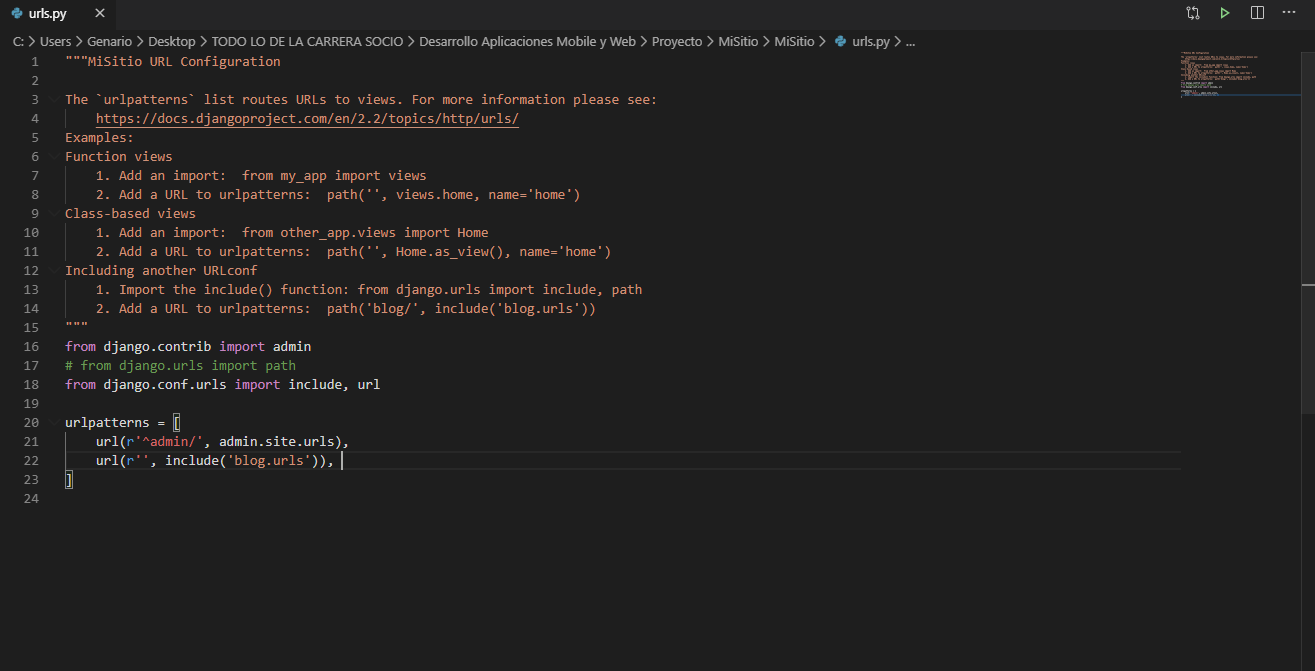 urls.py
C: > Users > Genario > Desktop > TODO LO DE LA CARRERA SOCIO > Desarrollo Aplicaciones Mobile y Web > Proyecto > MiSitio > MiSitio > urls.py > ...
1 """MiSitio URL Configuration
2
3 The `urlpatterns` list routes URLs to views. For more information please see:
4     https://docs.djangoproject.com/en/2.2/topics/http/urls/
5 Examples:
6 Function views
7     1. Add an import:  from my_app import views
8     2. Add a URL to urlpatterns:  path('', views.home, name='home')
9 Class-based views
10     1. Add an import:  from other_app.views import Home
11     2. Add a URL to urlpatterns:  path('', Home.as_view(), name='home')
12 Including another URLconf
13     1. Import the include() function: from django.urls import include, path
14     2. Add a URL to urlpatterns:  path('blog/', include('blog.urls'))
15 """
16 from django.contrib import admin
17 # from django.urls import path
18 from django.conf.urls import include, url
19
20 urlpatterns = [
21     url(r'^admin/', admin.site.urls),
22     url(r'', include('blog.urls')),
23 ]
24